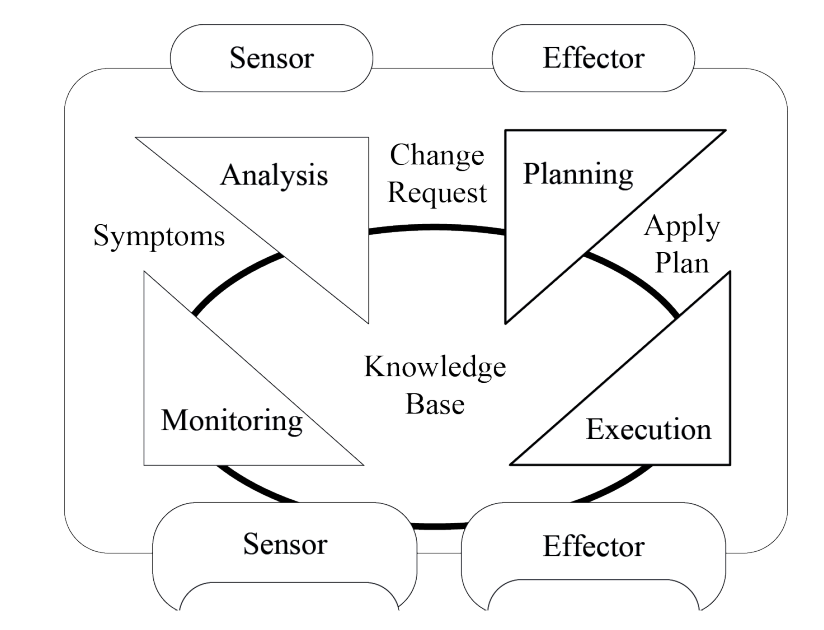 Sensor
Effector
Analysis
Change
Request
Planning
Symptoms
Apply
Plan
Knowledge
Base
Monitoring
Execution
Sensor
Effector